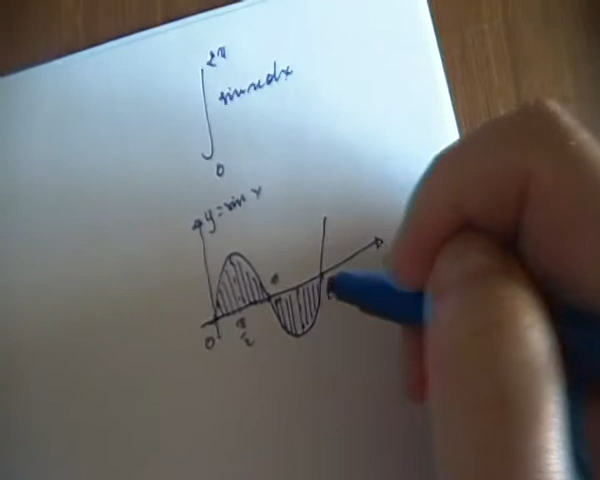 ∫₀^2π sin x dx
y = sin x
0 π/2